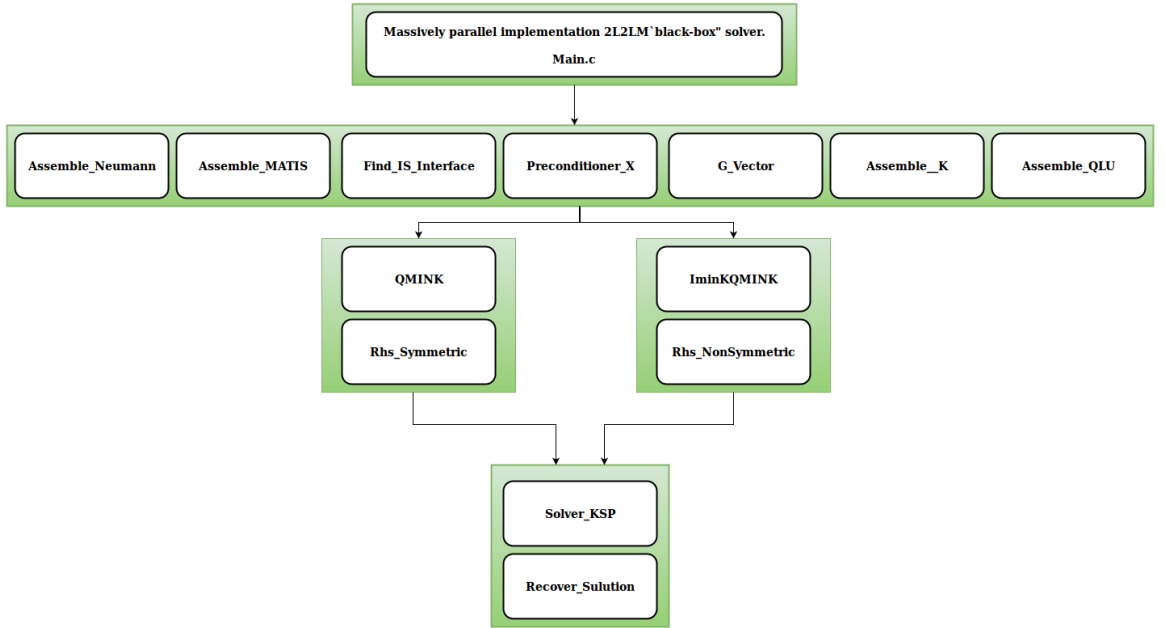 Massively parallel implementation 2L2LM`black-box" solver.
Main.c
Assemble_Neumann
Assemble_MATIS
Find_IS_Interface
Preconditioner_X
G_Vector
Assemble__K
Assemble_QLU
QMINK
IminKQMINK
Rhs_Symmetric
Rhs_NonSymmetric
Solver_KSP
Recover_Sulution